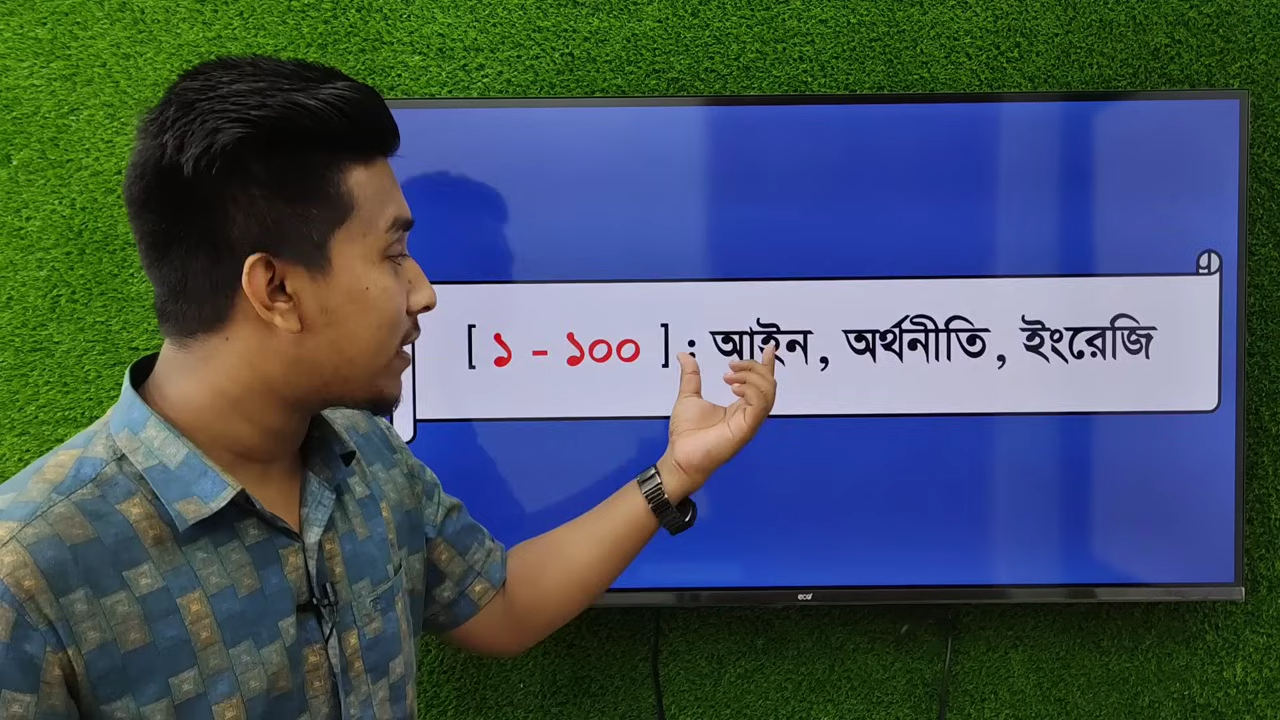 [ ১ - ১০০ ] : আইন, অর্থনীতি, ইংরেজি